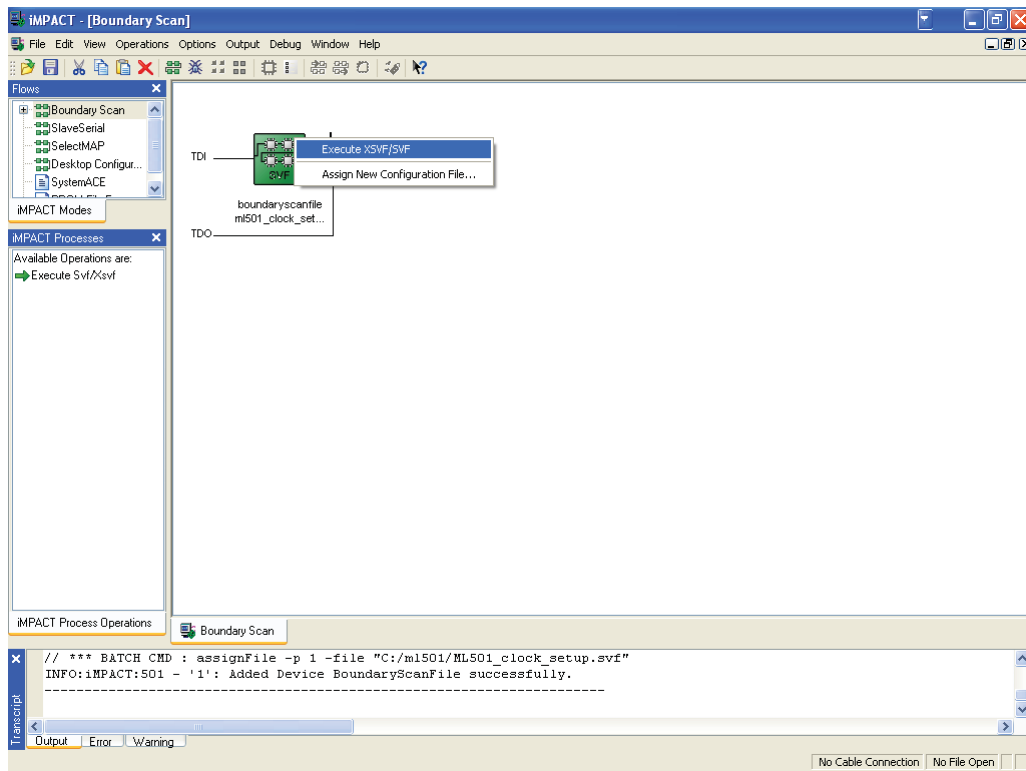 iMPACT - [Boundary Scan]
File Edit View Operations Options Output Debug Window Help
Flows
Boundary Scan
SlaveSerial
SelectMAP
Desktop Configur...
SystemACE
iMPACT Modes
iMPACT Processes
Available Operations are:
Execute Svf/Xsvf
iMPACT Process Operations
TDI
SVF
Execute XSVF/SVF
Assign New Configuration File...
boundaryscanfile
ml501_clock_set...
TDO
Boundary Scan
// *** BATCH CMD : assignFile -p 1 -file "C:/ml501/ML501_clock_setup.svf"
INFO:iMPACT:501 - '1': Added Device BoundaryScanFile successfully.
----------------------------------------------------------------------
Transcript
Output Error Warning
No Cable Connection No File Open